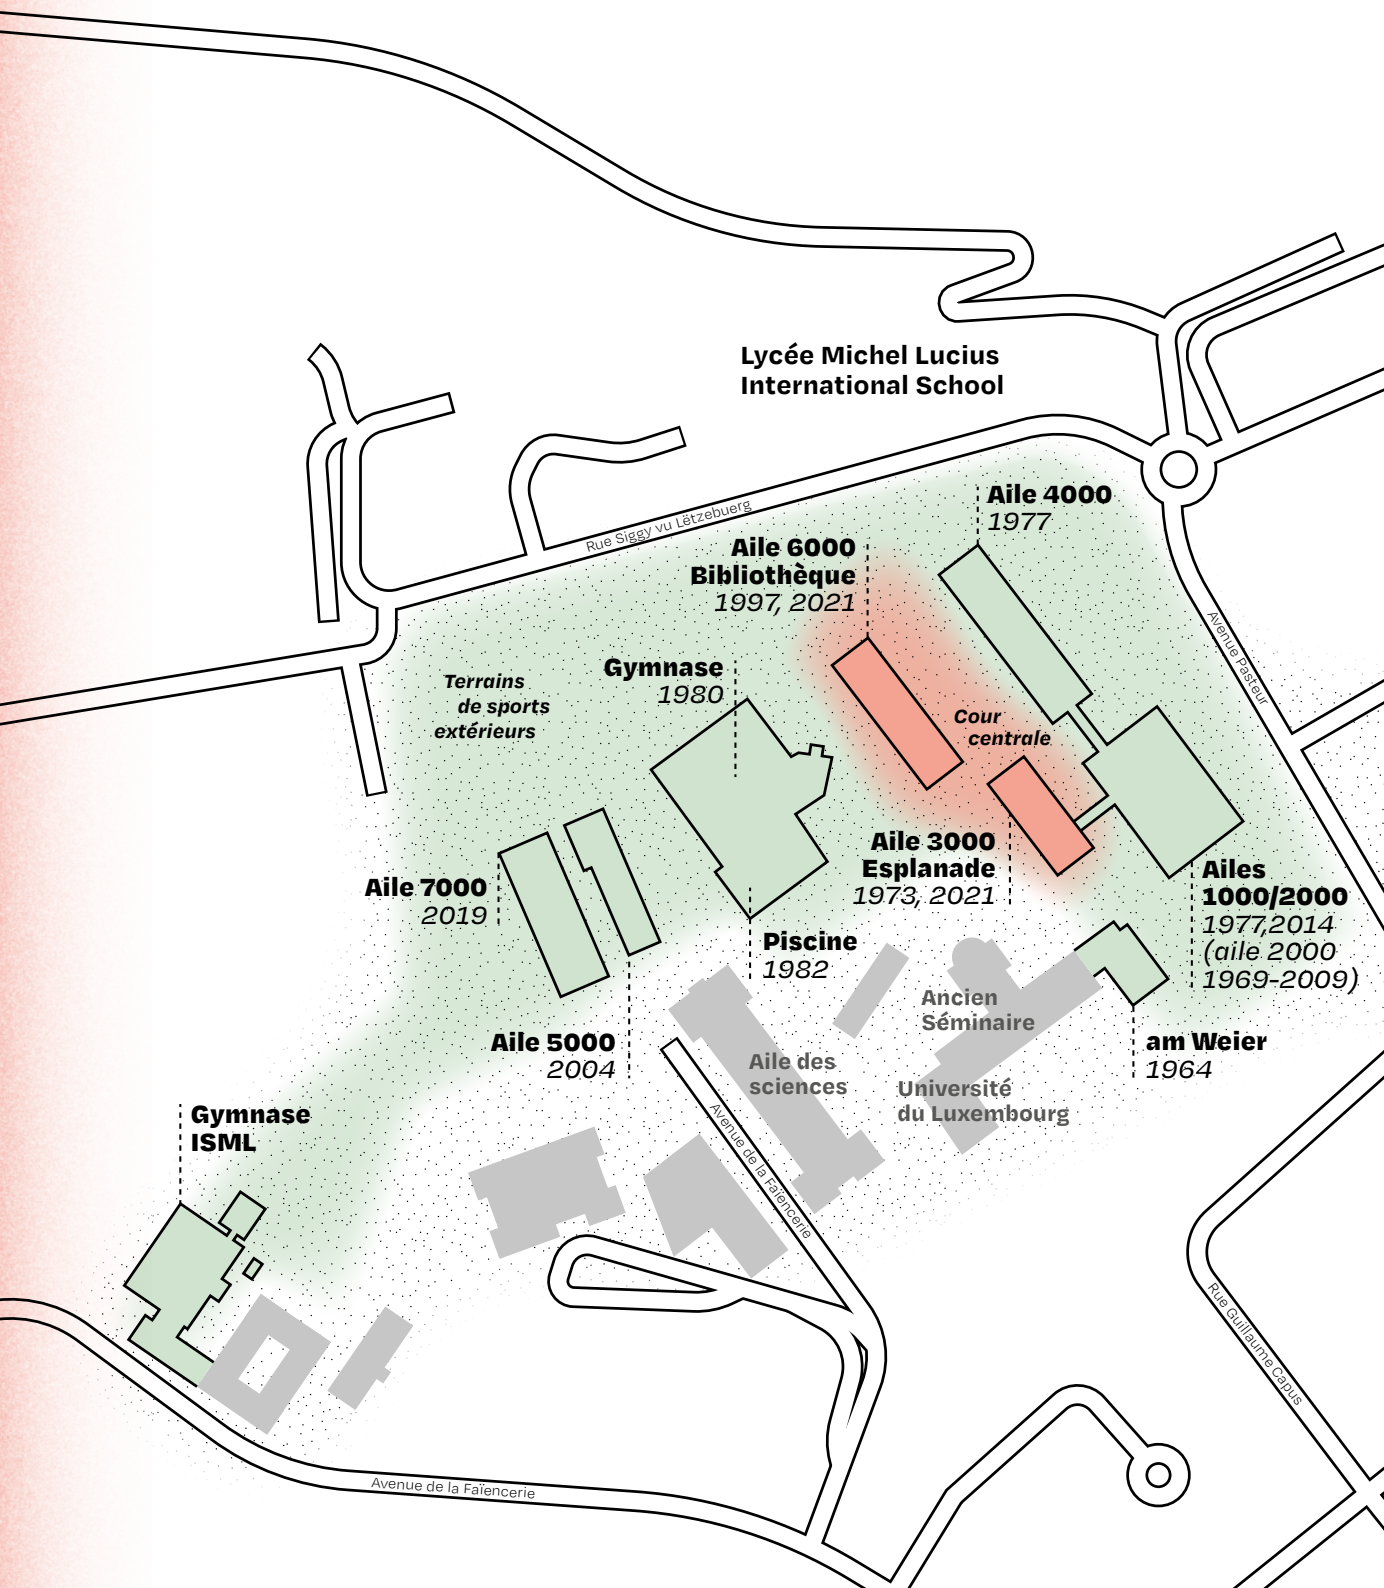 Lycée Michel Lucius
International School
Aile 4000
1977
Rue Siggy vu Lëtzebuerg
Aile 6000
Bibliothèque
1997, 2021
Avenue Pasteur
Gymnase
1980
Terrains
de sports
extérieurs
Cour
centrale
Aile 3000
Esplanade
1973, 2021
Ailes
1000/2000
1977,2014
(aile 2000
1969-2009)
Aile 7000
2019
Piscine
1982
Ancien
Séminaire
Aile 5000
2004
am Weier
1964
Aile des
sciences
Université
du Luxembourg
Gymnase
ISML
Avenue de la Faïencerie
Rue Guillaume Capus
Avenue de la Faïencerie